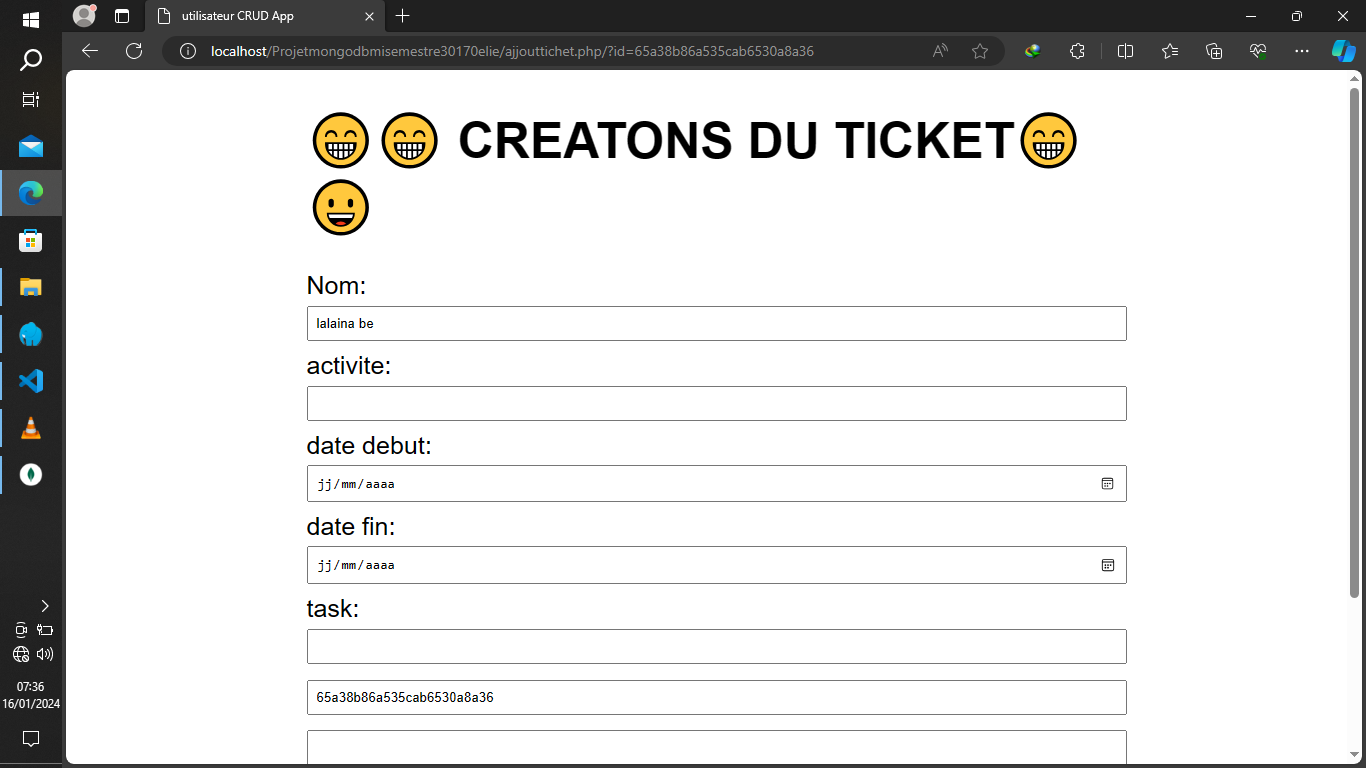 utilisateur CRUD App
localhost/Projetmongodbmisemestre30170elie/ajjouttichet.php/?id=65a38b86a535cab6530a8a36
😁😁 CREATONS DU TICKET😁
😀
Nom:
lalaina be
activite:
date debut:
jj/mm/aaaa
date fin:
jj/mm/aaaa
task:
65a38b86a535cab6530a8a36
07:36
16/01/2024